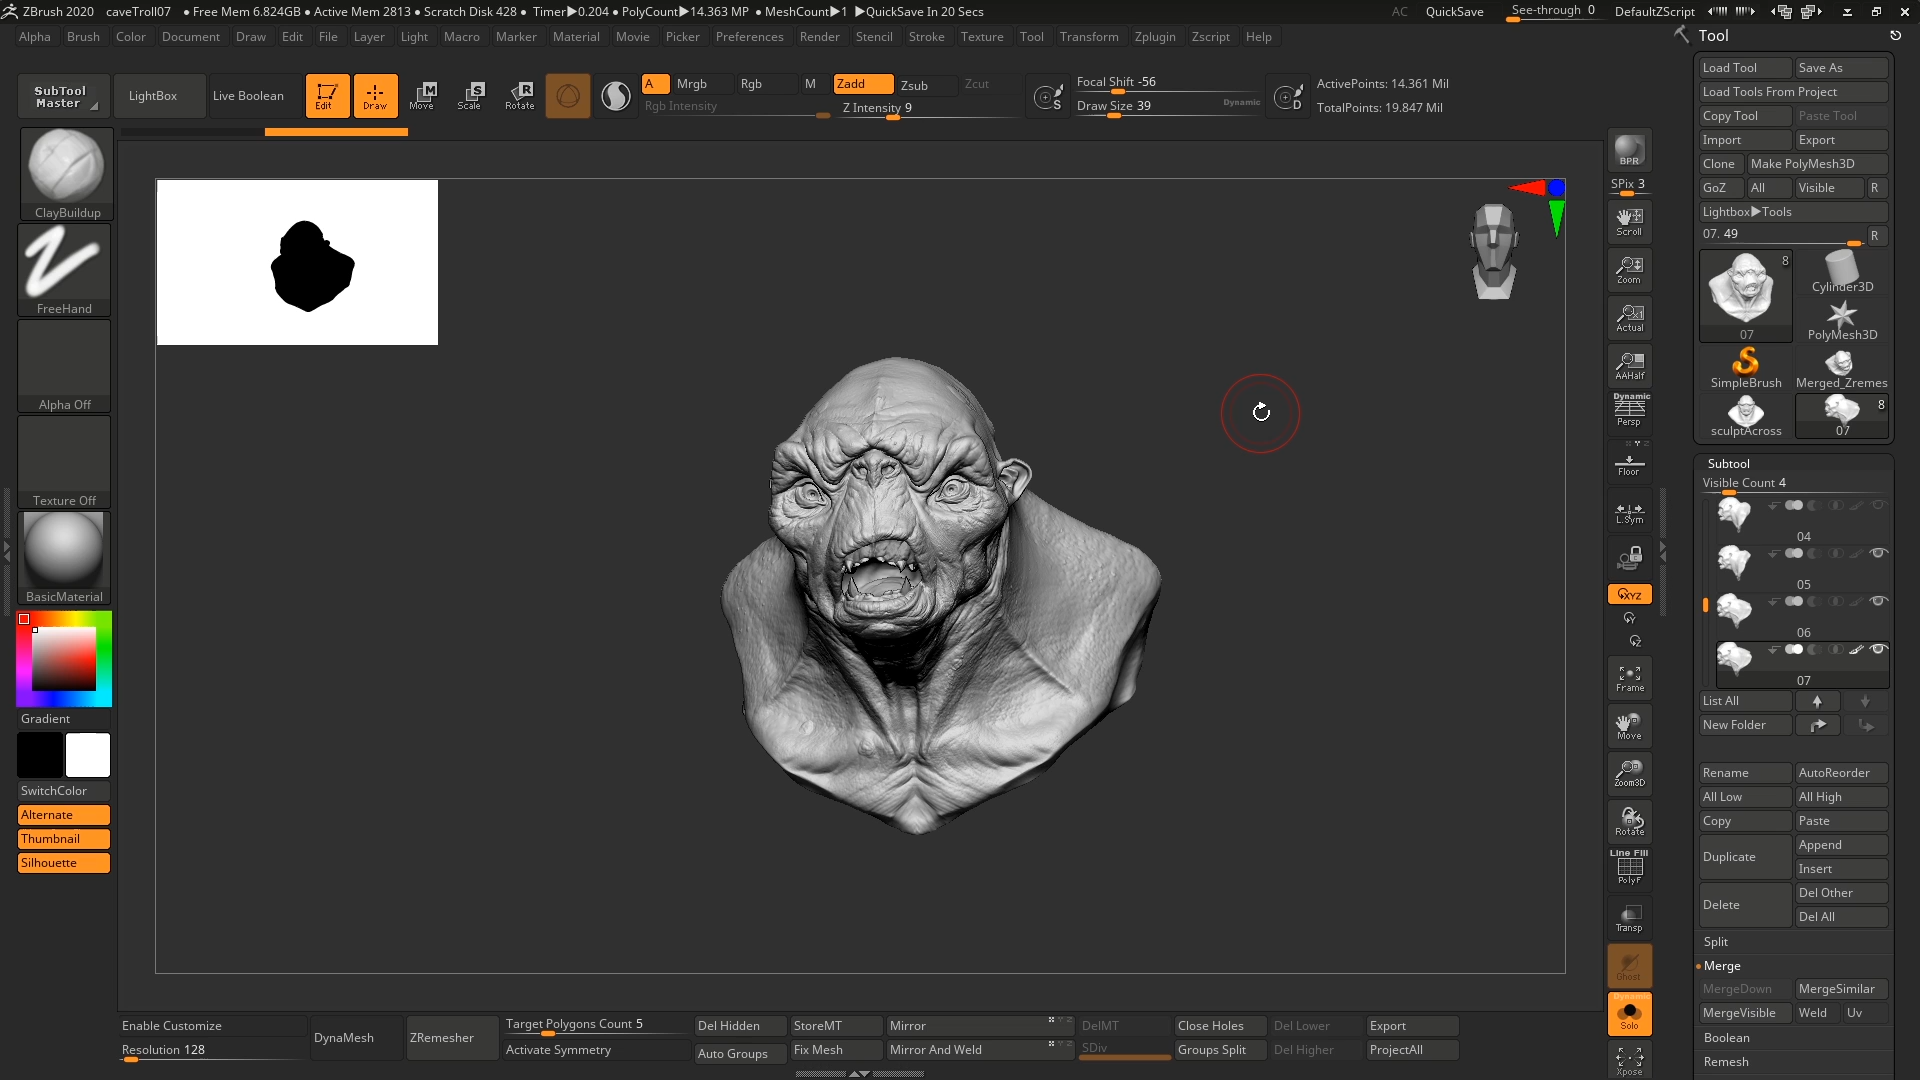 ZBrush 2020 caveTroll07 • Free Mem 6.824GB • Active Mem 2813 • Scratch Disk 428 • Timer▶0.204 • PolyCount▶14.363 MP • MeshCount▶1 ▶QuickSave In 20 Secs AC QuickSave See-through 0 DefaultZScript
Alpha Brush Color Document Draw Edit File Layer Light Macro Marker Material Movie Picker Preferences Render Stencil Stroke Texture Tool Transform Zplugin Zscript Help
SubTool Master
LightBox
Live Boolean
Edit
Draw
Move
Scale
Rotate
A Mrgb Rgb M Zadd Zsub Zcut
Rgb Intensity
Z Intensity 9
S
Focal Shift -56
Draw Size 39
Dynamic
D
ActivePoints: 14.361 Mil
TotalPoints: 19.847 Mil
ClayBuildup
FreeHand
Alpha Off
Texture Off
BasicMaterial
Gradient
SwitchColor
Alternate
Thumbnail
Silhouette
BPR
SPix 3
Scroll
Zoom
Actual
AAHalf
Dynamic
Persp
Floor
L.Sym
XYZ
Y
Z
Frame
Move
Zoom3D
Rotate
Line Fill
PolyF
Transp
Ghost
Dynamic
Solo
Xpose
Tool
Load Tool Save As
Load Tools From Project
Copy Tool Paste Tool
Import Export
Clone Make PolyMesh3D
GoZ All Visible R
Lightbox▶Tools
07. 49 R
8
07
Cylinder3D
PolyMesh3D
SimpleBrush
Merged_Zremes
sculptAcross
8
07
Subtool
Visible Count 4
04
05
06
07
List All
New Folder
Rename AutoReorder
All Low All High
Copy Paste
Duplicate Append
Insert
Delete Del Other
Del All
Split
Merge
MergeDown MergeSimilar
MergeVisible Weld Uv
Boolean
Remesh
Enable Customize
Resolution 128
DynaMesh
ZRemesher
Target Polygons Count 5
Activate Symmetry
Del Hidden
Auto Groups
StoreMT
Fix Mesh
Mirror
Mirror And Weld
DelMT
SDiv
Close Holes
Groups Split
Del Lower
Del Higher
Export
ProjectAll